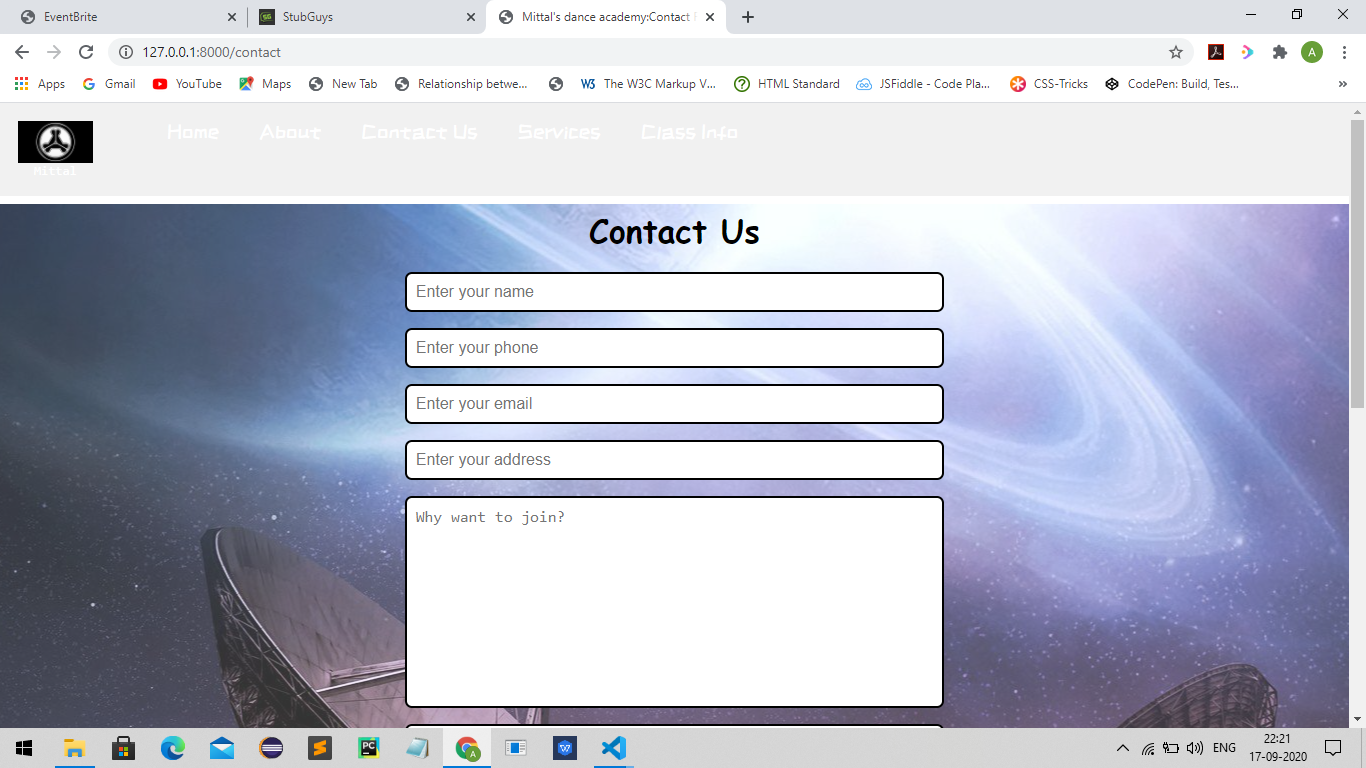 EventBrite
StubGuys
Mittal's dance academy:Contact
127.0.0.1:8000/contact
A
Apps
Gmail
YouTube
Maps
New Tab
Relationship betwe...
W3
The W3C Markup V...
HTML Standard
JSFiddle - Code Pla...
CSS-Tricks
CodePen: Build, Tes...
»
Mittal
Home
About
Contact Us
Services
Class Info
Contact Us
Enter your name
Enter your phone
Enter your email
Enter your address
Why want to join?
PC
A
W
ENG
22:21
17-09-2020